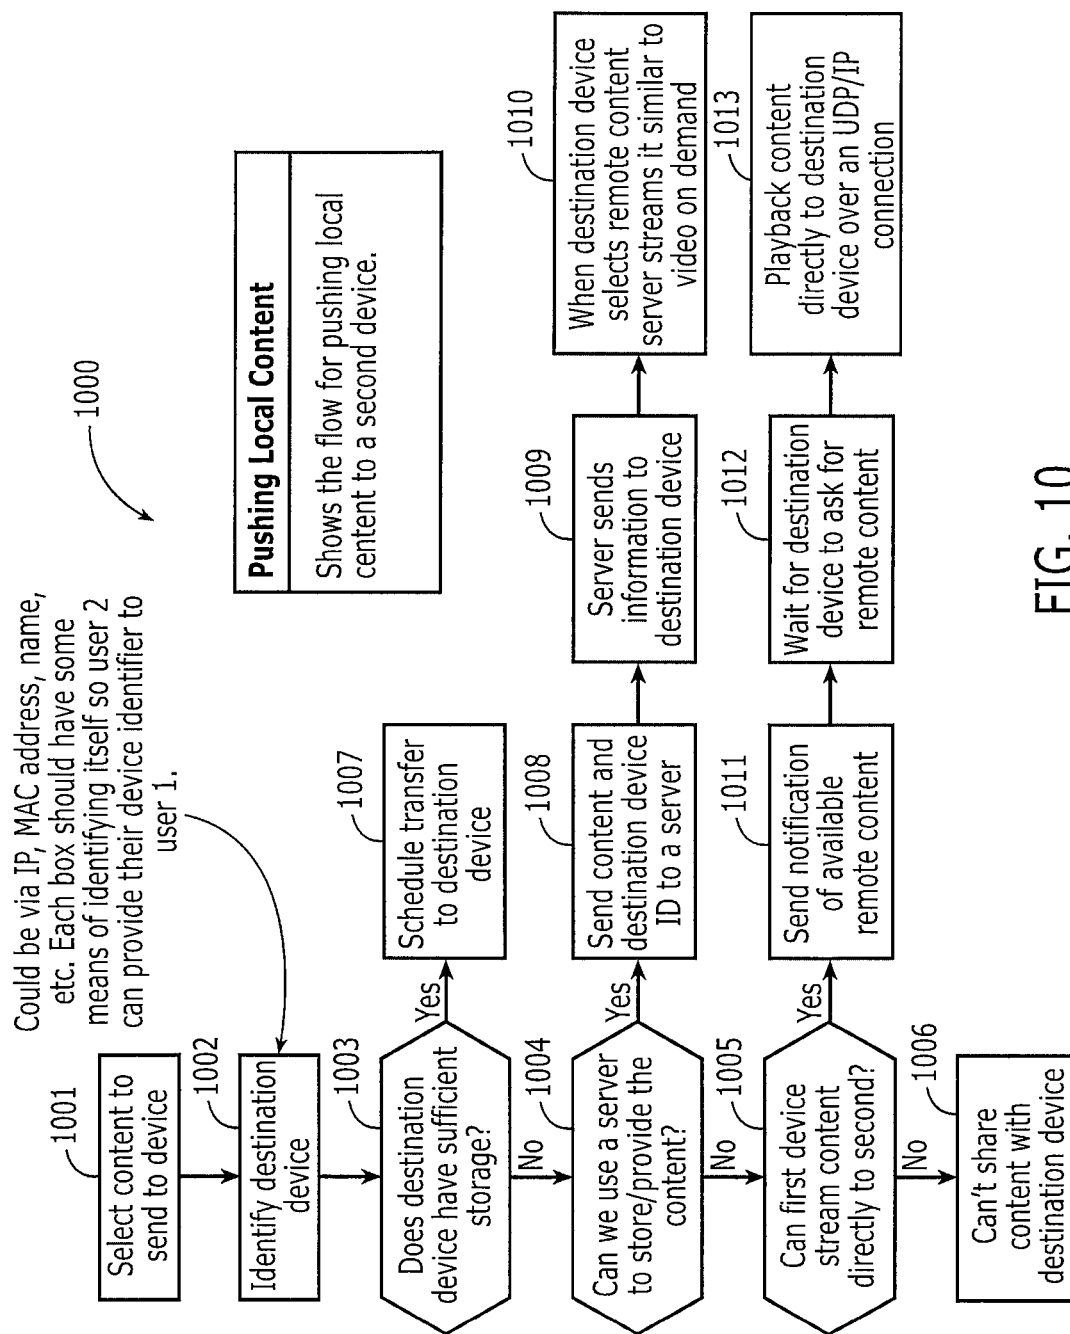 Could be via IP, MAC address, name,
etc. Each box should have some
means of identifying itself so user 2
can provide their device identifier to
user 1.
1000
Pushing Local Content
Shows the flow for pushing local
centent to a second device.
1001
Select content to
send to device
1002
Identify destination
device
1003
Does destination
device have sufficient
storage?
Yes
No
1007
Schedule transfer
to destination
device
1004
Can we use a server
to store/provide the
content?
Yes
No
1008
Send content and
destination device
ID to a server
1009
Server sends
information to
destination device
1010
When destination device
selects remote content
server streams it similar to
video on demand
1005
Can first device
stream content
directly to second?
Yes
No
1011
Send notification
of available
remote content
1012
Wait for destination
device to ask for
remote content
1013
Playback content
directly to destination
device over an UDP/IP
connection
1006
Can't share
content with
destination device
FIG. 10